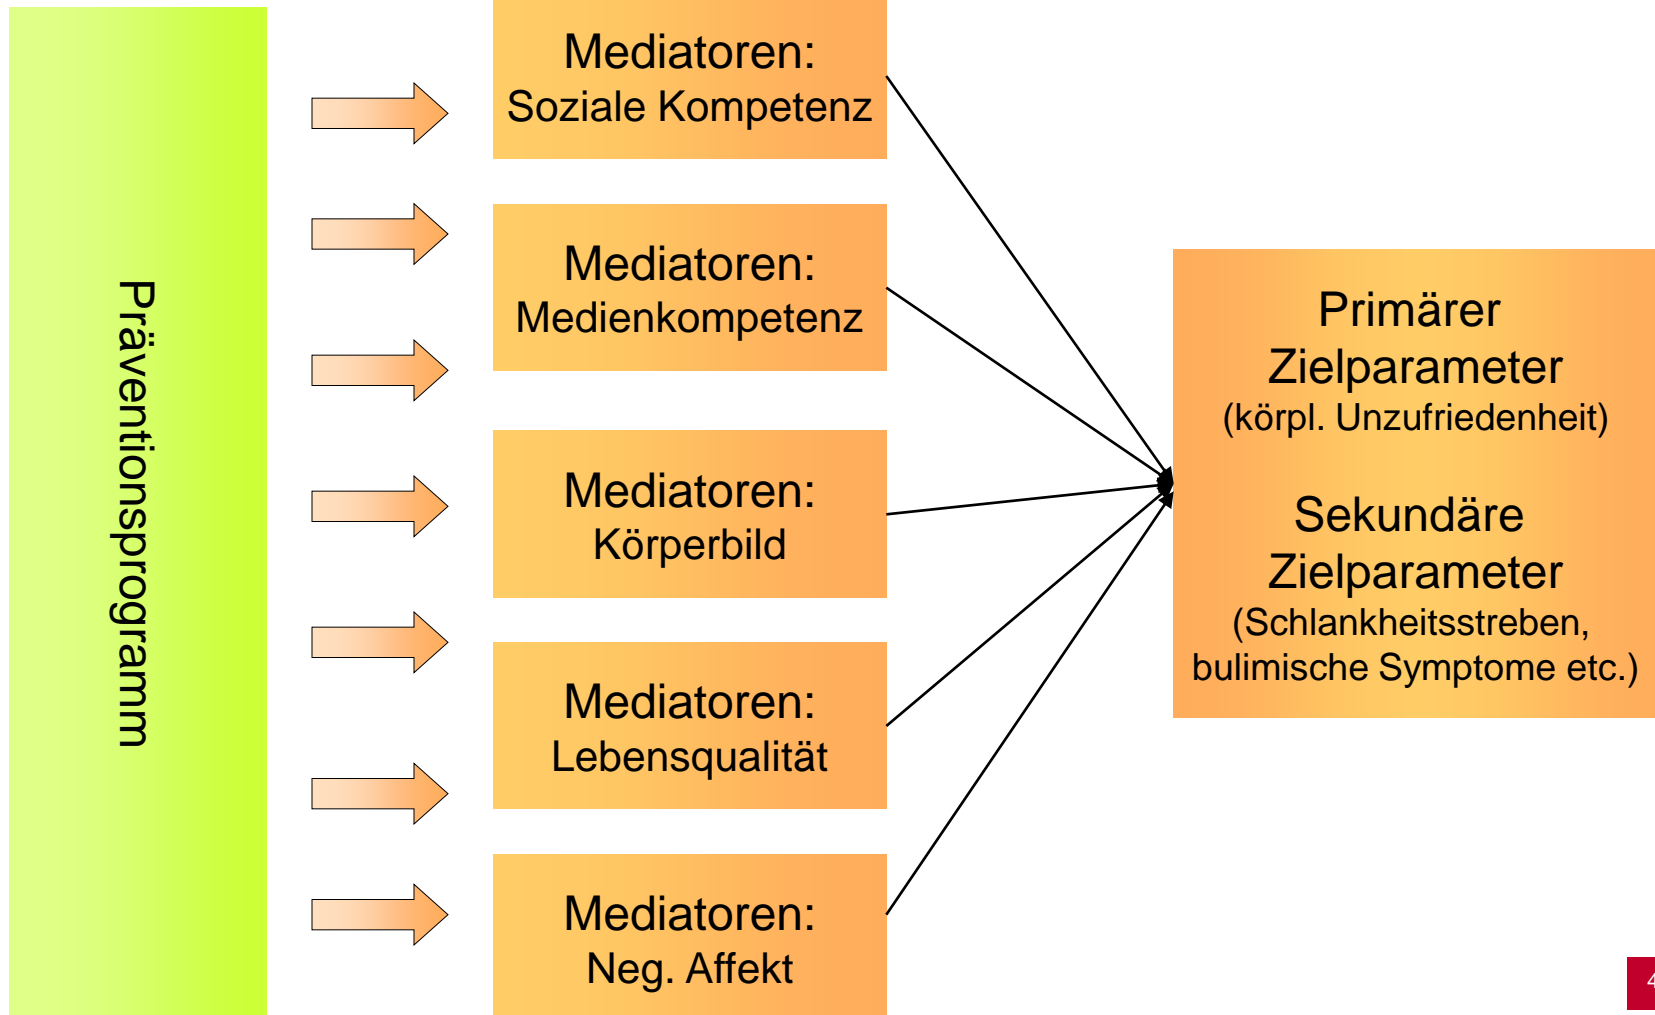 Präventionsprogramm
Mediatoren:
Soziale Kompetenz
Mediatoren:
Medienkompetenz
Mediatoren:
Körperbild
Mediatoren:
Lebensqualität
Mediatoren:
Neg. Affekt
Primärer
Zielparameter
(körpl. Unzufriedenheit)
Sekundäre
Zielparameter
(Schlankheitsstreben,
bulimische Symptome etc.)
4